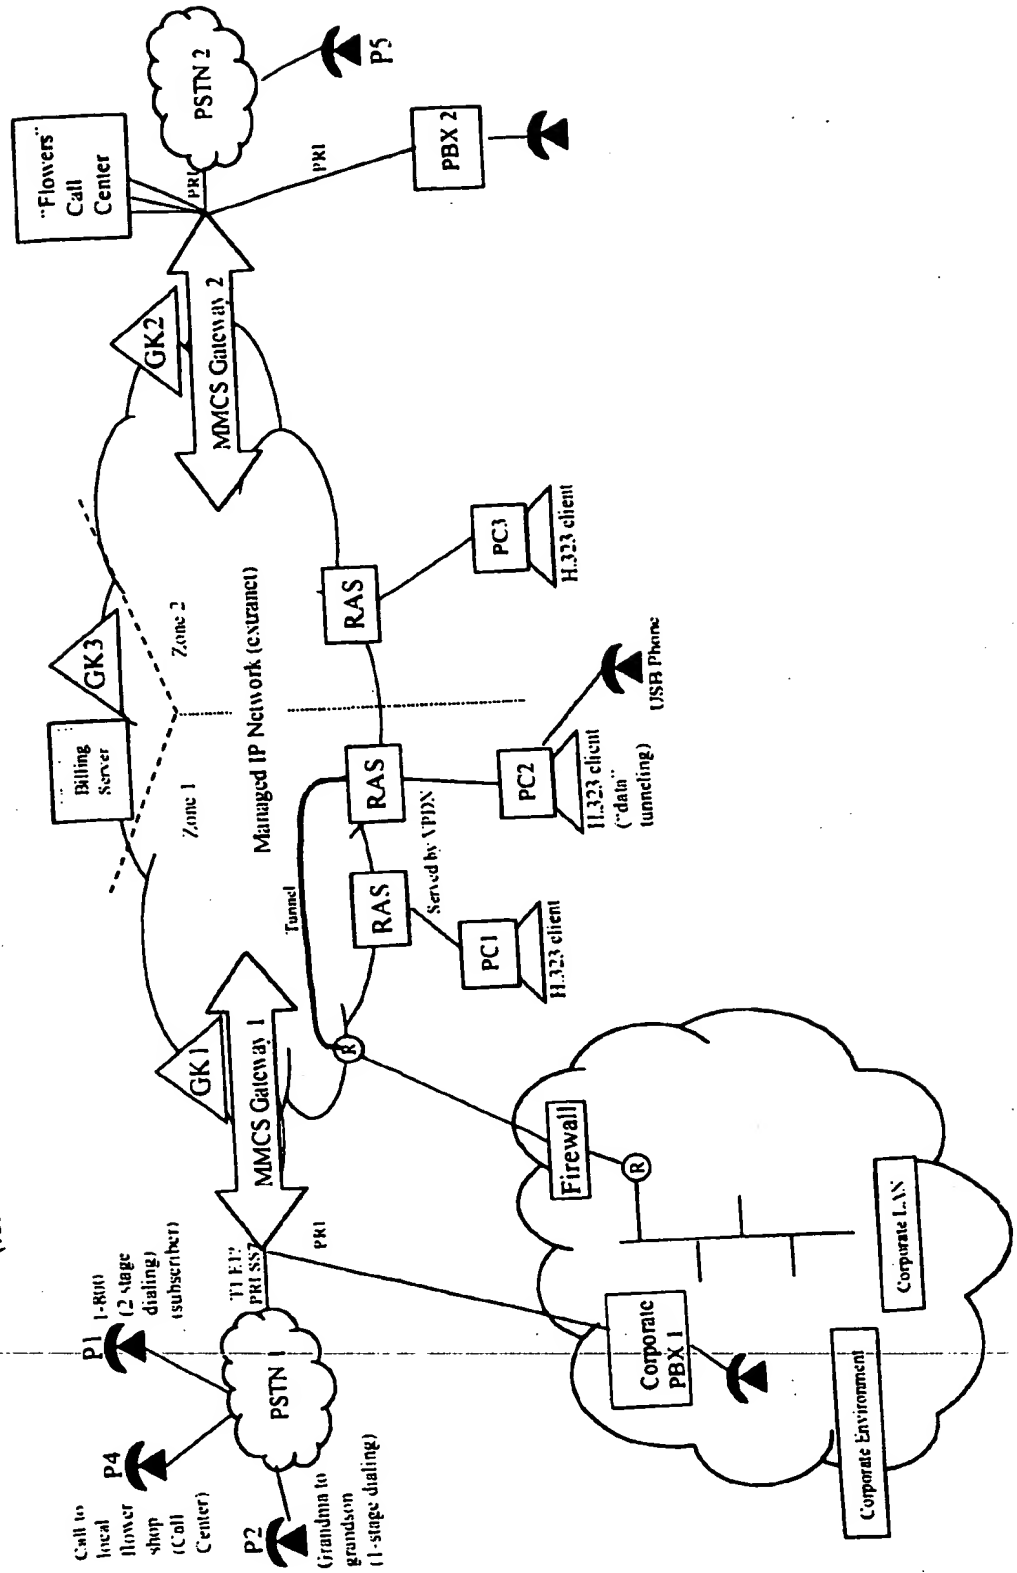 Call to
local
flower
shop
(Call
Center)
P4
P1
1-800
(2 stage
dialing)
(subscriber)
P2
Grandma to
grandson
(1-stage dialing)
PSTN 1
PRI SS7
PRI
GK1
MMCS Gateway 1
Zone 1
Billing
Server
GK3
Zone 2
Managed IP Network (extranet)
GK2
MMCS Gateway 2
"Flowers"
Call
Center
PRI
PSTN 2
P5
PRI
PBX 2
Tunnel
R
RAS
RAS
RAS
Served by VPDN
PC1
H.323 client
PC2
H.323 client
("data"
tunneling)
USB Phone
PC3
H.323 client
Firewall
R
Corporate
PBX 1
Corporate LAN
Corporate Environment